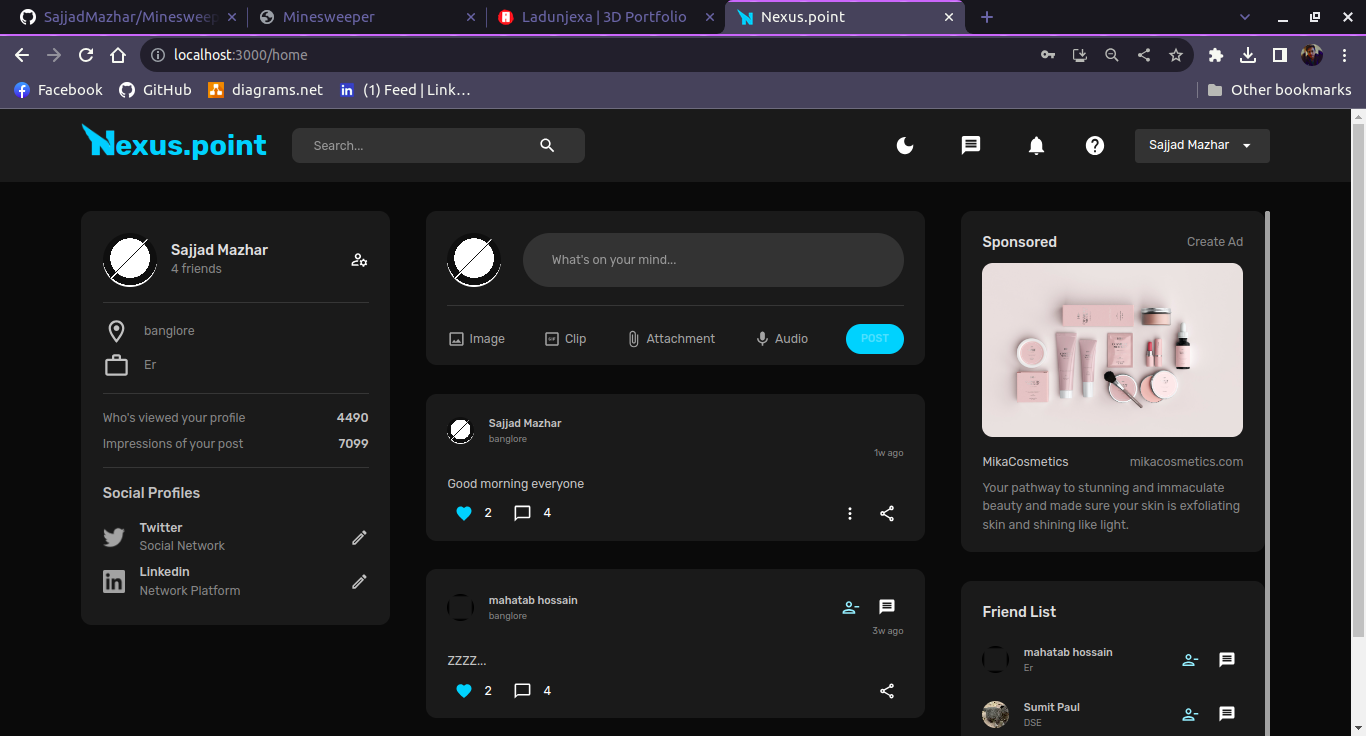 SajjadMazhar/Minesweep
Minesweeper
Ladunjexa | 3D Portfolio
Nexus.point
localhost:3000/home
Facebook
GitHub
diagrams.net
(1) Feed | Link…
Other bookmarks
Nexus.point
Search...
Sajjad Mazhar
Sajjad Mazhar
4 friends
banglore
Er
Who's viewed your profile 4490
Impressions of your post 7099
Social Profiles
Twitter
Social Network
Linkedin
Network Platform
What's on your mind...
Image
GIF
Clip
Attachment
Audio
POST
Sajjad Mazhar
banglore
1w ago
Good morning everyone
2 4
mahatab hossain
banglore
3w ago
ZZZZ...
2 4
Sponsored Create Ad
MikaCosmetics mikacosmetics.com
Your pathway to stunning and immaculate
beauty and made sure your skin is exfoliating
skin and shining like light.
Friend List
mahatab hossain
Er
Sumit Paul
DSE